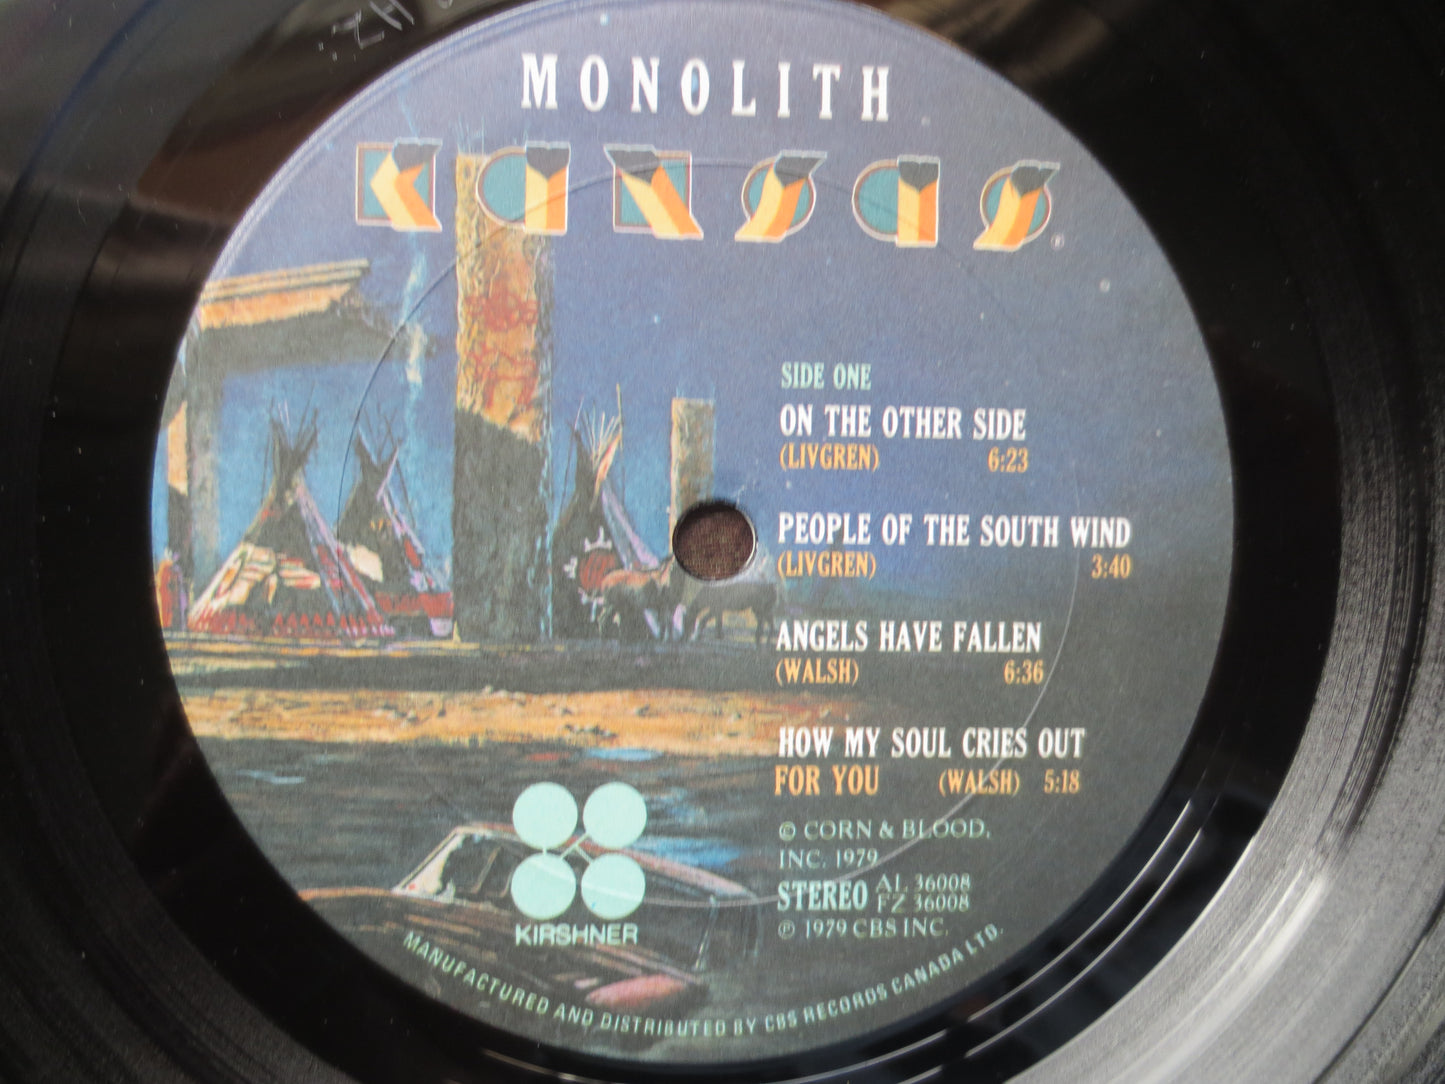 MONOLITH
KANSAS®
SIDE ONE
ON THE OTHER SIDE
(LIVGREN) 6:23
PEOPLE OF THE SOUTH WIND
(LIVGREN) 3:40
ANGELS HAVE FALLEN
(WALSH) 6:36
HOW MY SOUL CRIES OUT
FOR YOU (WALSH) 5:18
© CORN & BLOOD,
INC. 1979
STEREO AL 36008
FZ 36008
℗ 1979 CBS INC.
KIRSHNER
MANUFACTURED AND DISTRIBUTED BY CBS RECORDS CANADA LTD.